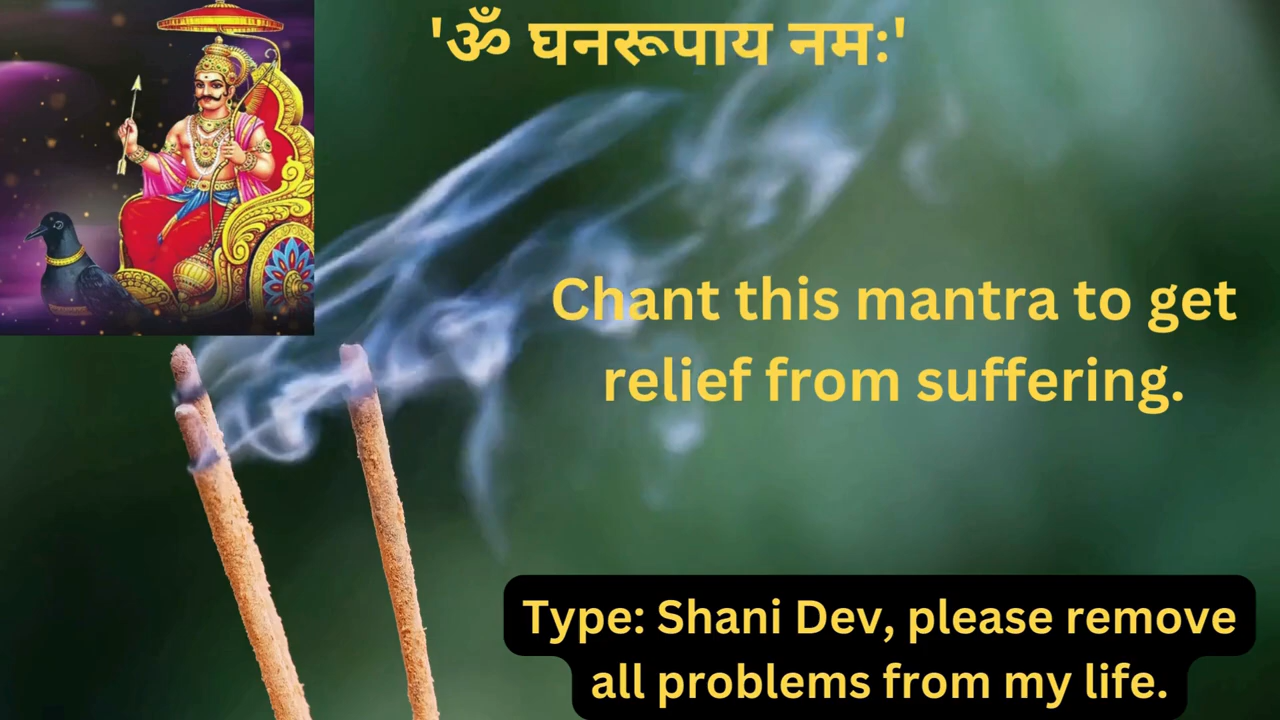 'ॐ घनरूपाय नमः'
Chant this mantra to get
relief from suffering.
Type: Shani Dev, please remove
all problems from my life.